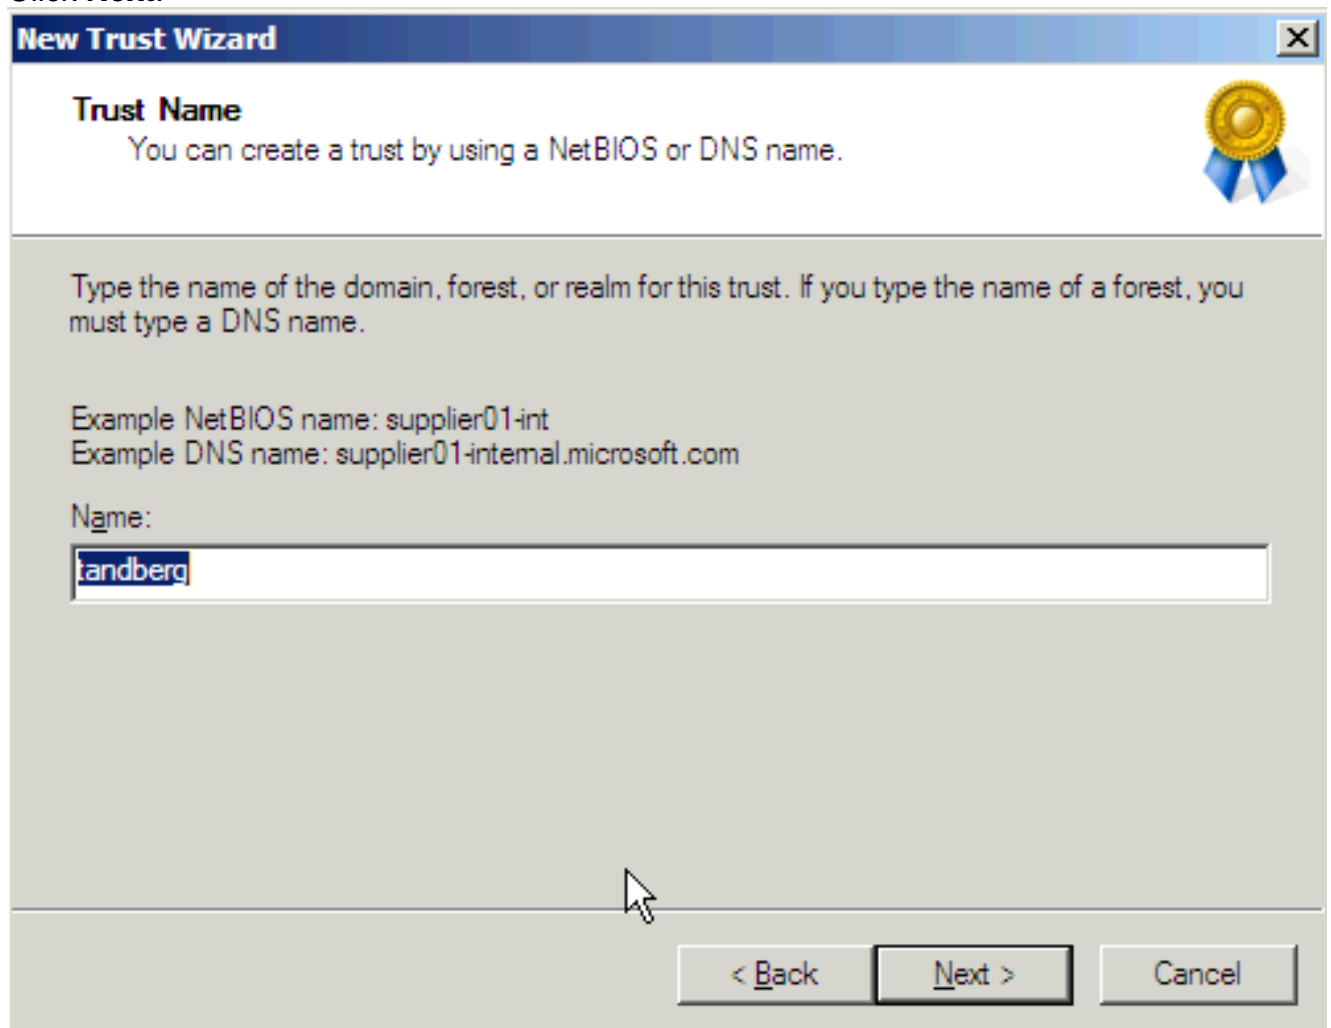 Click Next.
New Trust Wizard
Trust Name
You can create a trust by using a NetBIOS or DNS name.
Type the name of the domain, forest, or realm for this trust. If you type the name of a forest, you
must type a DNS name.
Example NetBIOS name: supplier01-int
Example DNS name: supplier01-internal.microsoft.com
Name:
tandberg
< Back
Next >
Cancel